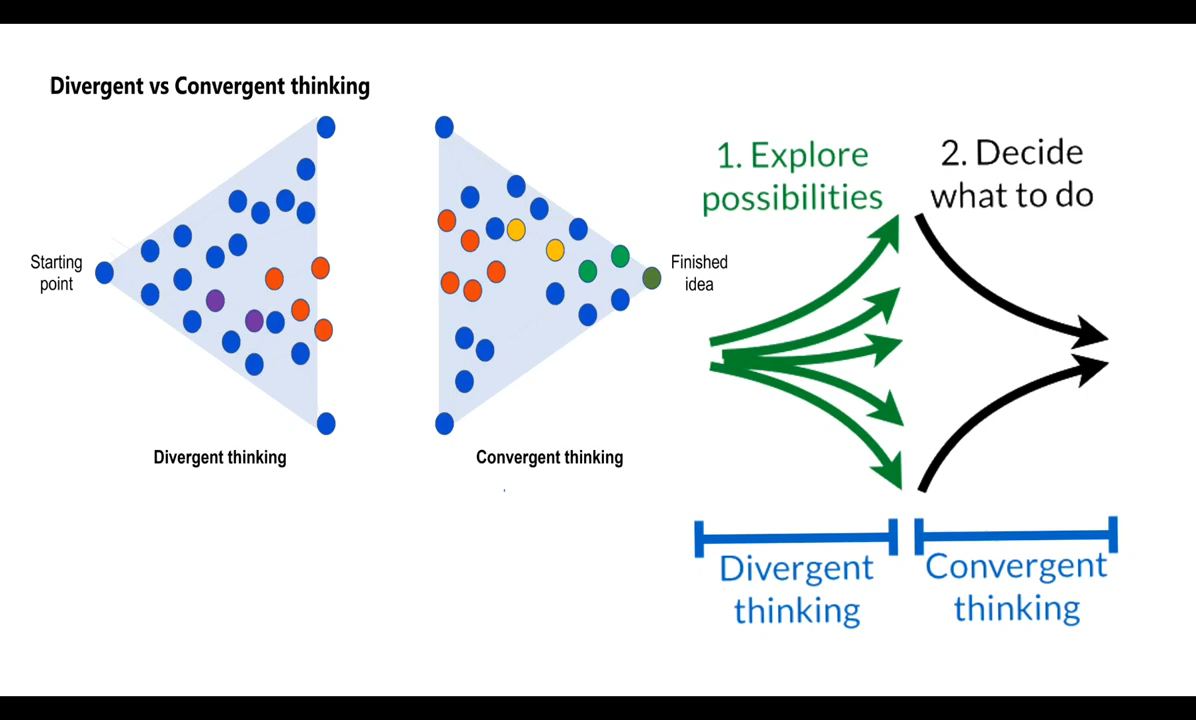 Divergent vs Convergent thinking
Starting
point
Divergent thinking
Finished
idea
Convergent thinking
1. Explore
possibilities
2. Decide
what to do
Divergent
thinking
Convergent
thinking